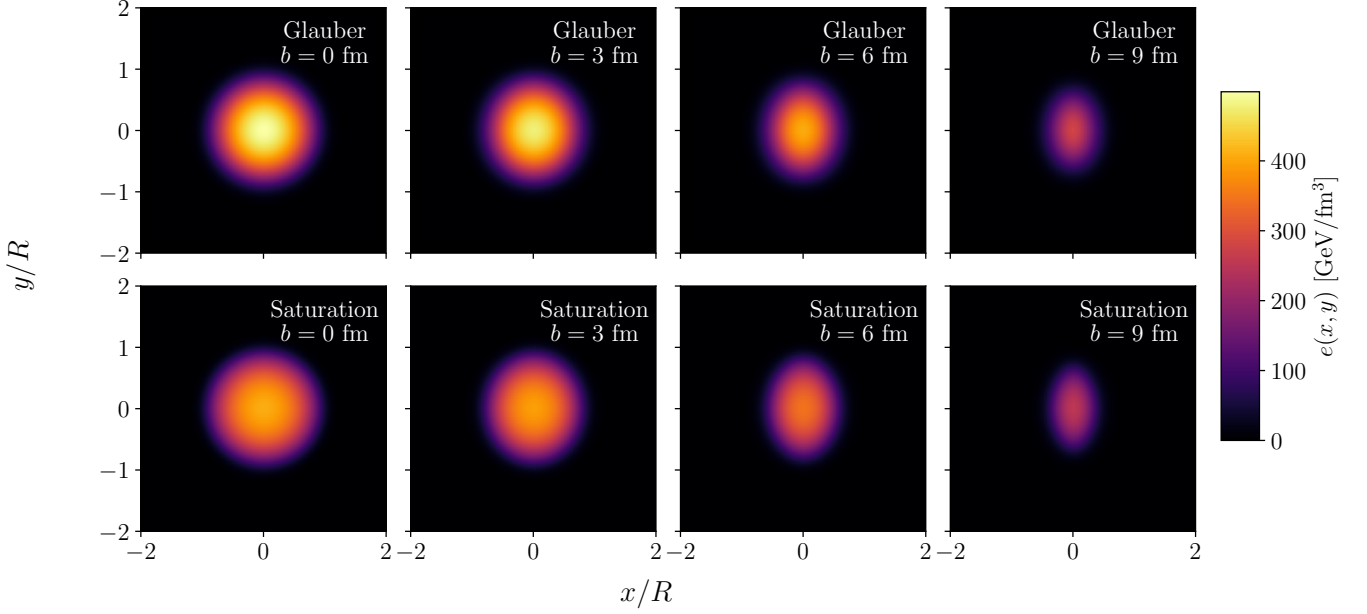 Glauber
b = 0 fm
Glauber
b = 3 fm
Glauber
b = 6 fm
Glauber
b = 9 fm
2
1
0
−1
−2
Saturation
b = 0 fm
Saturation
b = 3 fm
Saturation
b = 6 fm
Saturation
b = 9 fm
2
1
0
−1
−2
−2 0 2
−2 0 2
−2 0 2
−2 0 2
y/R
x/R
400
300
200
100
0
e(x, y) [GeV/fm³]